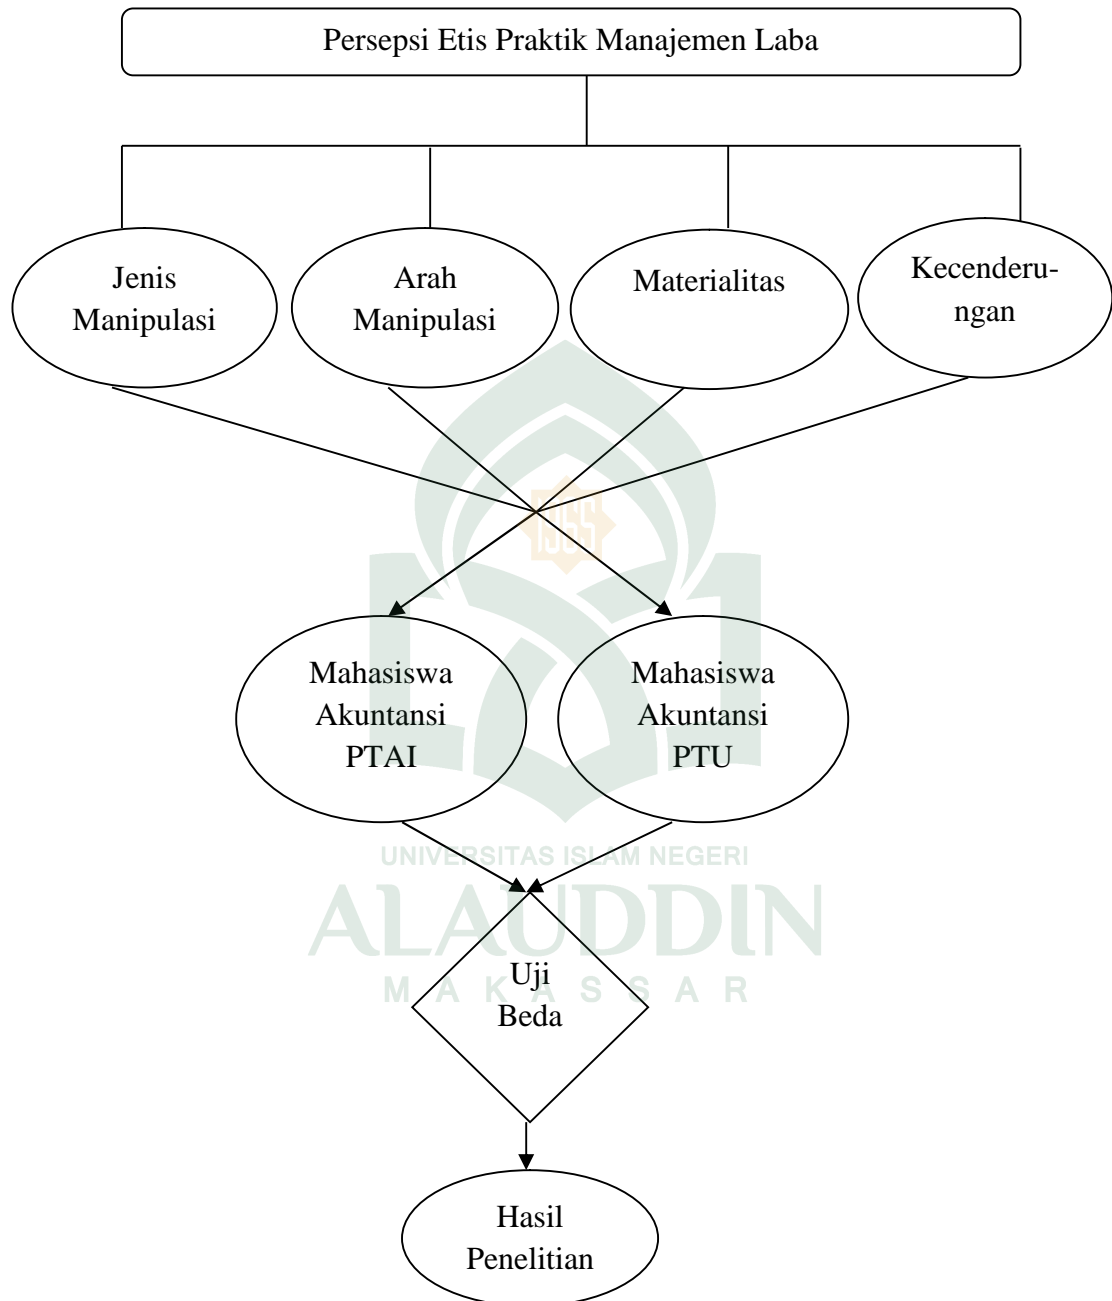 Persepsi Etis Praktik Manajemen Laba
Jenis
Manipulasi
Arah
Manipulasi
Materialitas
Kecenderu-
ngan
Mahasiswa
Akuntansi
PTAI
Mahasiswa
Akuntansi
PTU
UNIVERSITAS ISLAM NEGERI
ALAUDDIN
MAKASSAR
Uji
Beda
Hasil
Penelitian